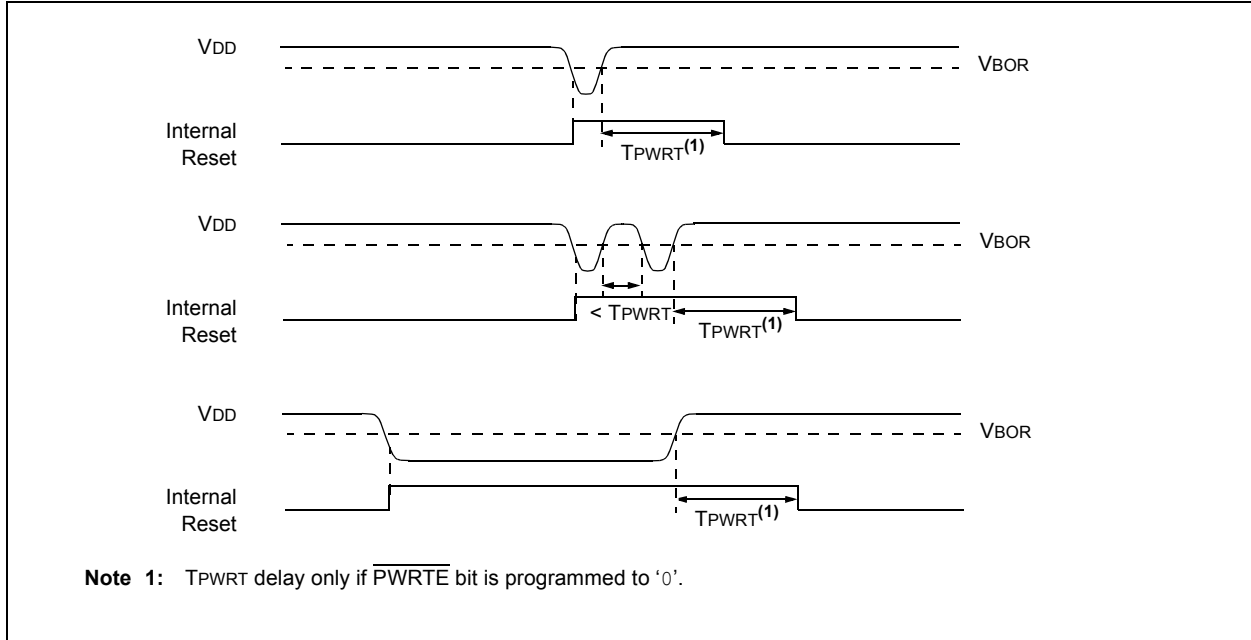 VDD
VBOR
Internal
Reset
TPWRT(1)
VDD
VBOR
Internal
Reset
< TPWRT
TPWRT(1)
VDD
VBOR
Internal
Reset
TPWRT(1)
Note 1: TPWRT delay only if PWRTE bit is programmed to ‘0’.